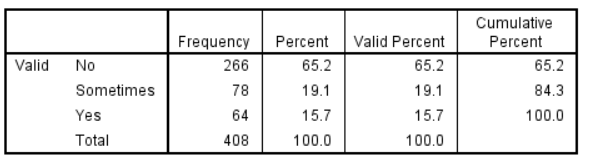 Frequency Percent Valid Percent Cumulative Percent
Valid No 266 65.2 65.2 65.2
Sometimes 78 19.1 19.1 84.3
Yes 64 15.7 15.7 100.0
Total 408 100.0 100.0